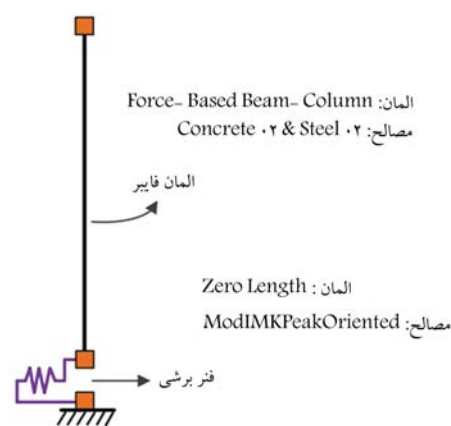 المان: Force- Based Beam- Column
مصالح: Concrete ۰۲ & Steel ۰۲
المان فایبر
المان : Zero Length
مصالح: ModIMKPeakOriented
فنر برشی